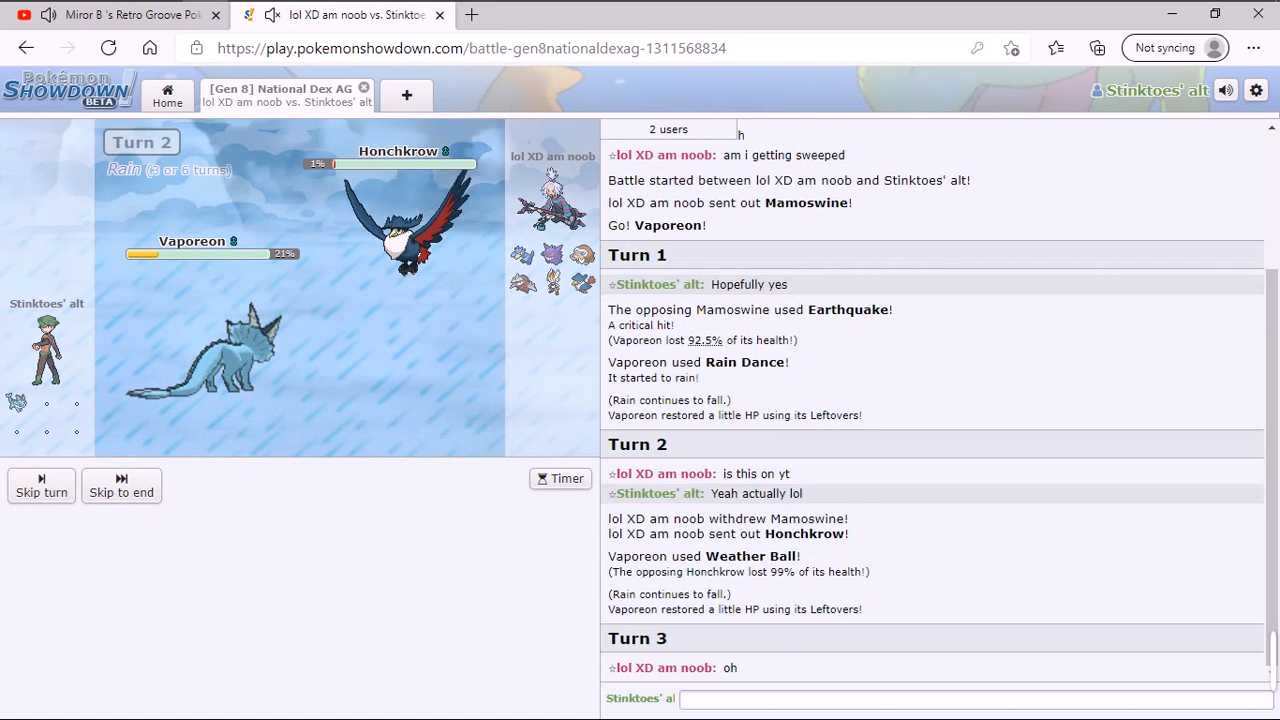 Miror B 's Retro Groove Pok
lol XD am noob vs. Stinktoe
https://play.pokemonshowdown.com/battle-gen8nationaldexag-1311568834
Not syncing
Pokémon
SHOWDOWN
BETA
Home
[Gen 8] National Dex AG
lol XD am noob vs. Stinktoes' alt
Stinktoes' alt
Turn 2
Rain (3 or 6 turns)
Honchkrow
1%
Vaporeon
21%
lol XD am noob
Stinktoes' alt
Skip turn
Skip to end
Timer
2 users
h
☆lol XD am noob: am i getting sweeped
Battle started between lol XD am noob and Stinktoes' alt!
lol XD am noob sent out Mamoswine!
Go! Vaporeon!
Turn 1
☆Stinktoes' alt: Hopefully yes
The opposing Mamoswine used Earthquake!
A critical hit!
(Vaporeon lost 92.5% of its health!)
Vaporeon used Rain Dance!
It started to rain!
(Rain continues to fall.)
Vaporeon restored a little HP using its Leftovers!
Turn 2
☆lol XD am noob: is this on yt
☆Stinktoes' alt: Yeah actually lol
lol XD am noob withdrew Mamoswine!
lol XD am noob sent out Honchkrow!
Vaporeon used Weather Ball!
(The opposing Honchkrow lost 99% of its health!)
(Rain continues to fall.)
Vaporeon restored a little HP using its Leftovers!
Turn 3
☆lol XD am noob: oh
Stinktoes' al